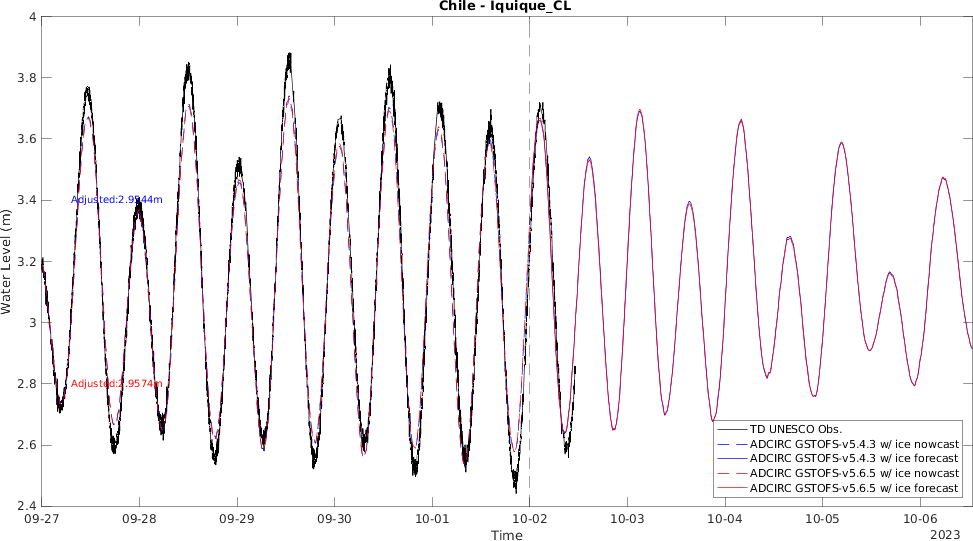 Chile - Iquique_CL
4
3.8
3.6
3.4
3.2
3
2.8
2.6
2.4
Water Level (m)
Adjusted:2.9544m
Adjusted:2.9574m
TD UNESCO Obs.
ADCIRC GSTOFS-v5.4.3 w/ ice nowcast
ADCIRC GSTOFS-v5.4.3 w/ ice forecast
ADCIRC GSTOFS-v5.6.5 w/ ice nowcast
ADCIRC GSTOFS-v5.6.5 w/ ice forecast
09-27 09-28 09-29 09-30 10-01 10-02 10-03 10-04 10-05 10-06
Time
2023